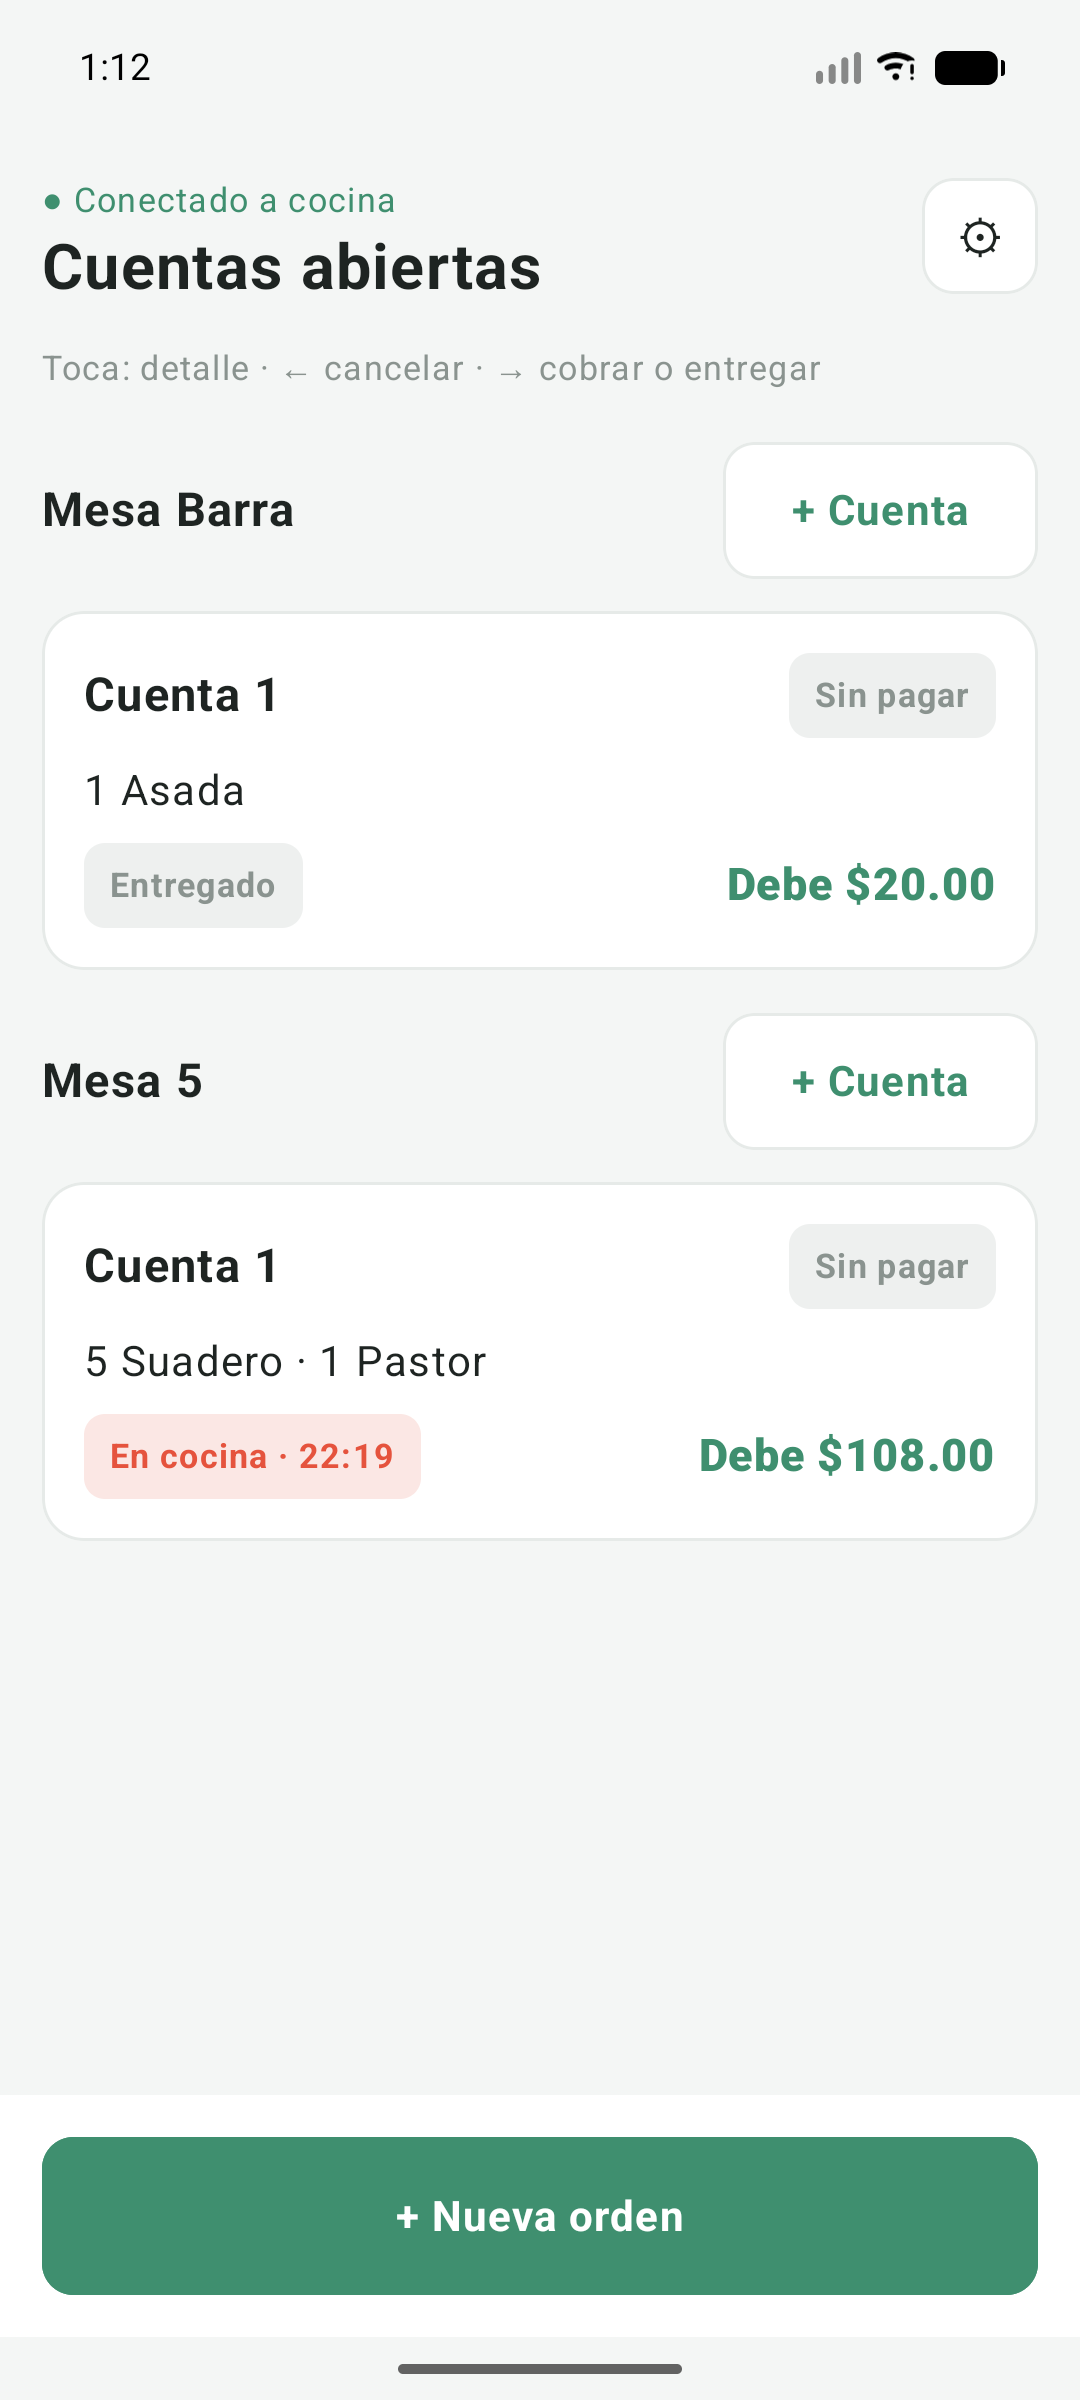 1:12
● Conectado a cocina
Cuentas abiertas
Toca: detalle · ← cancelar · → cobrar o entregar
Mesa Barra
+ Cuenta
Cuenta 1
Sin pagar
1 Asada
Entregado
Debe $20.00
Mesa 5
+ Cuenta
Cuenta 1
Sin pagar
5 Suadero · 1 Pastor
En cocina · 22:19
Debe $108.00
+ Nueva orden